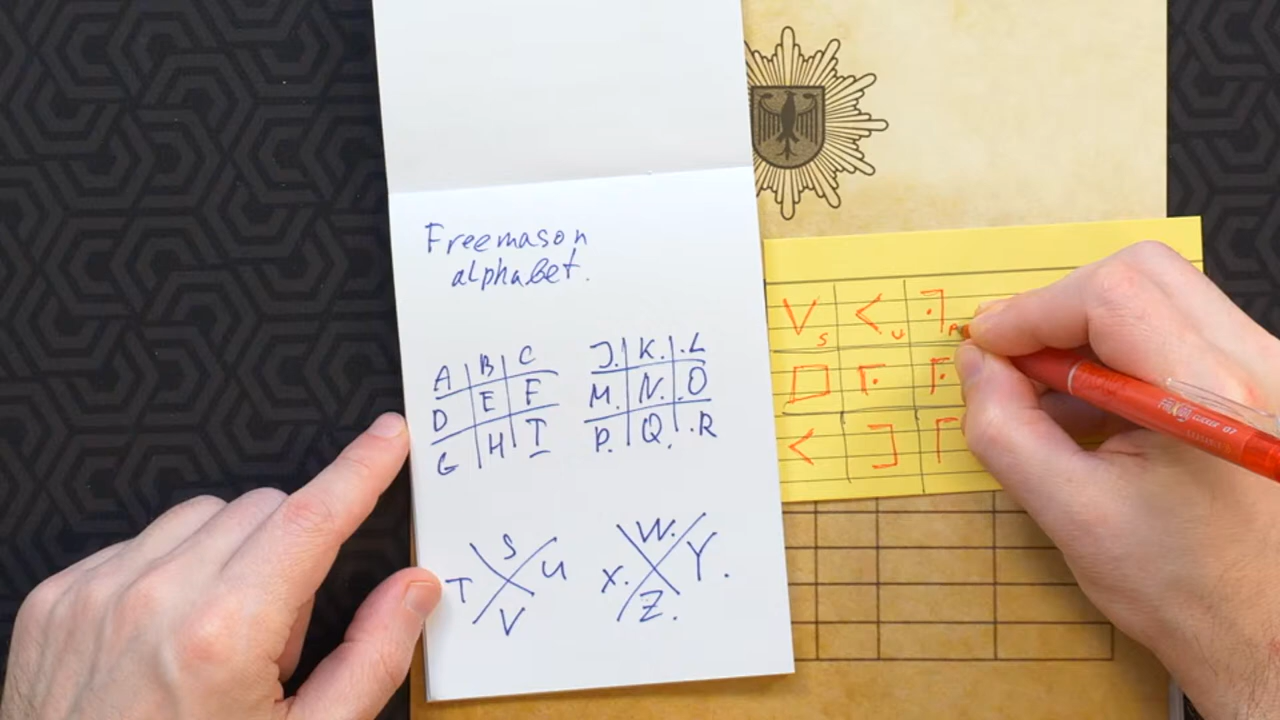 Freemason
alphabet.
A B C
D E F
G H I
J. K. .L
M. N. .O
P. Q. .R
S
T U
V
W.
X. Y.
Z.
S U